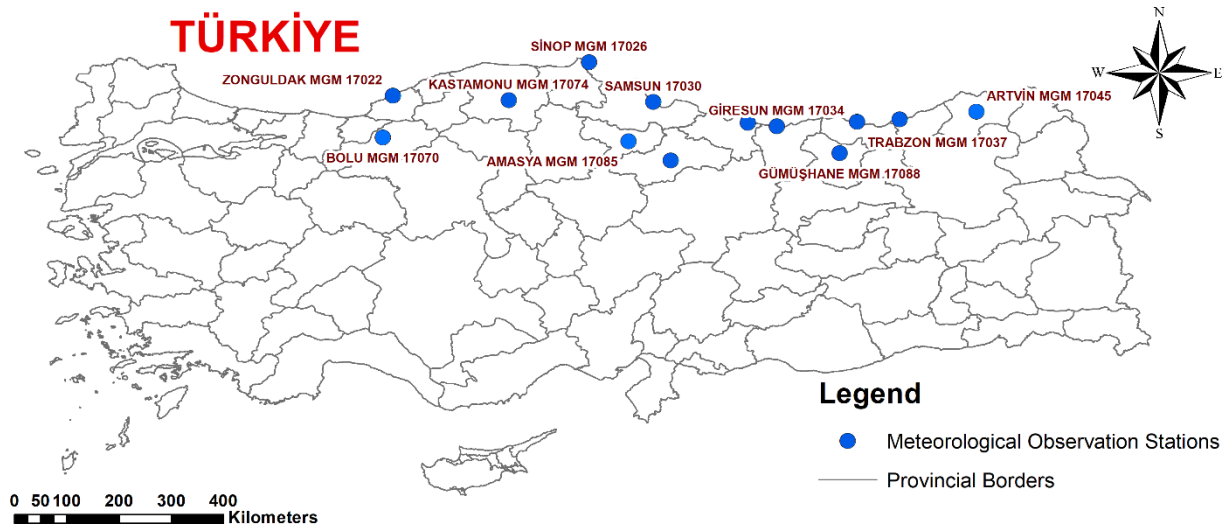 TÜRKİYE
N
W
E
S
SİNOP MGM 17026
ZONGULDAK MGM 17022
KASTAMONU MGM 17074
SAMSUN 17030
GİRESUN MGM 17034
ARTVİN MGM 17045
BOLU MGM 17070
AMASYA MGM 17085
TRABZON MGM 17037
GÜMÜŞHANE MGM 17088
Legend
Meteorological Observation Stations
Provincial Borders
0 50 100 200 300 400
Kilometers